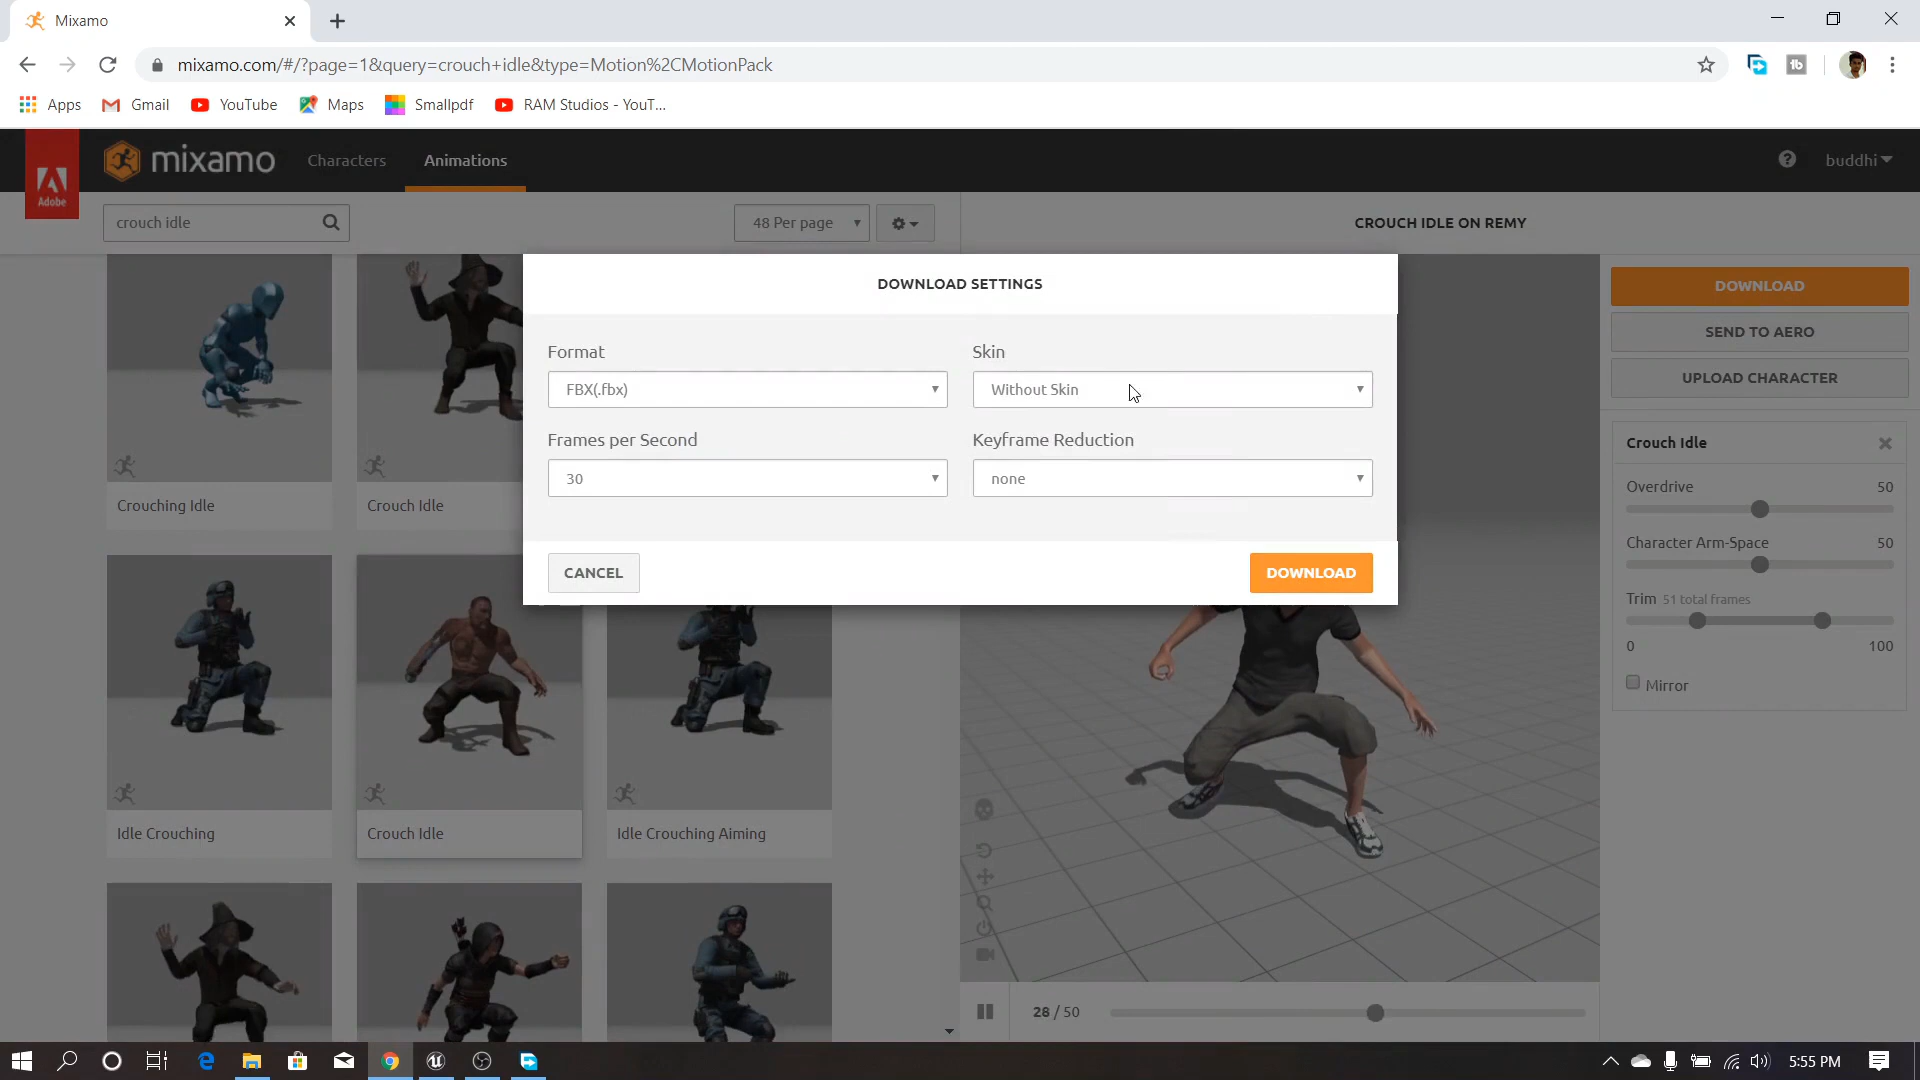 Mixamo
mixamo.com/#/?page=1&query=crouch+idle&type=Motion%2CMotionPack
Apps Gmail YouTube Maps Smallpdf RAM Studios - YouT...
Adobe
mixamo Characters Animations buddhi
crouch idle 48 Per page CROUCH IDLE ON REMY
DOWNLOAD SETTINGS
Format Skin
FBX(.fbx) Without Skin
Frames per Second Keyframe Reduction
30 none
CANCEL DOWNLOAD
DOWNLOAD
SEND TO AERO
UPLOAD CHARACTER
Crouch Idle
Overdrive 50
Character Arm-Space 50
Trim 51 total frames
0 100
Mirror
Crouching Idle Crouch Idle
Idle Crouching Crouch Idle Idle Crouching Aiming
28 / 50
5:55 PM